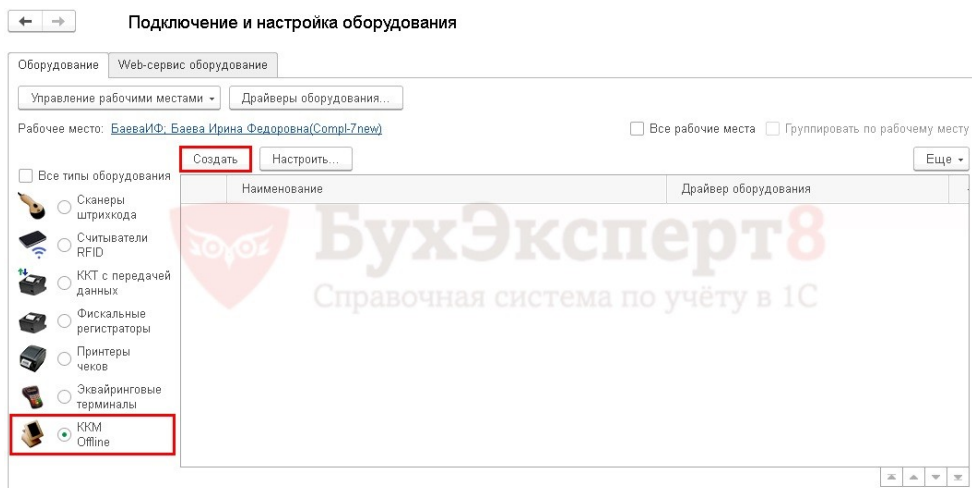 Подключение и настройка оборудования
Оборудование
Web-сервис оборудование
Управление рабочими местами
Драйверы оборудования...
Рабочее место: БаеваИФ; Баева Ирина Федоровна(Compl-7new)
Все рабочие места
Группировать по рабочему месту
Создать
Настроить...
Еще
Все типы оборудования
Наименование
Драйвер оборудования
Сканеры
штрихкода
Считыватели
RFID
ККТ с передачей
данных
Фискальные
регистраторы
Принтеры
чеков
Эквайринговые
терминалы
ККМ
Offline
БухЭксперт8
Справочная система по учёту в 1С